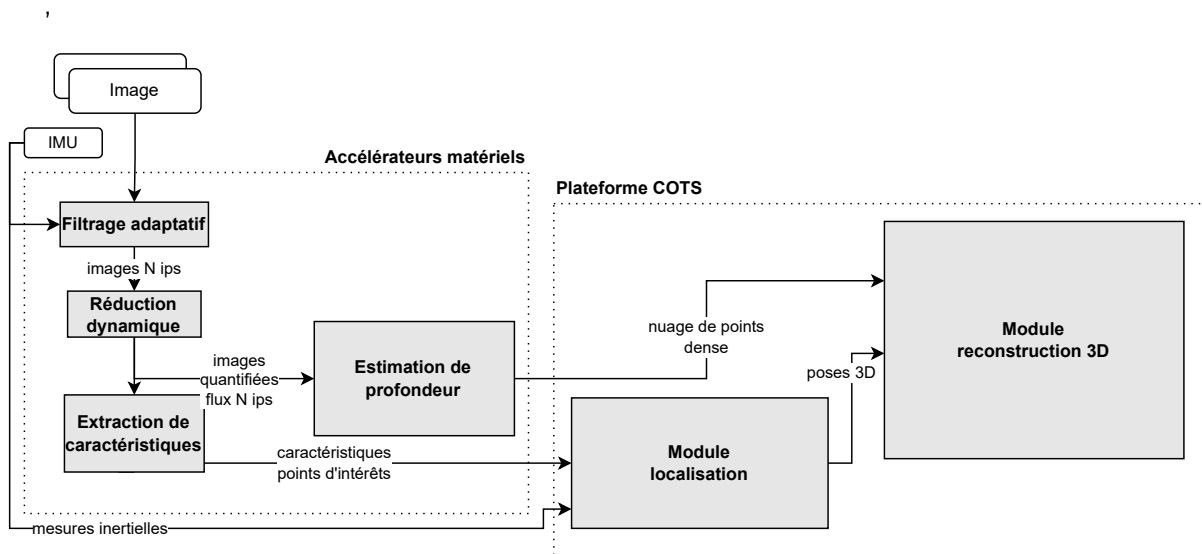 ,
Image
IMU
Accélérateurs matériels
Plateforme COTS
Filtrage adaptatif
images N ips
Réduction
dynamique
images
quantifiées
flux N ips
Estimation de
profondeur
nuage de points
dense
Module
reconstruction 3D
poses 3D
Extraction de
caractéristiques
caractéristiques
points d'intérêts
Module
localisation
mesures inertielles